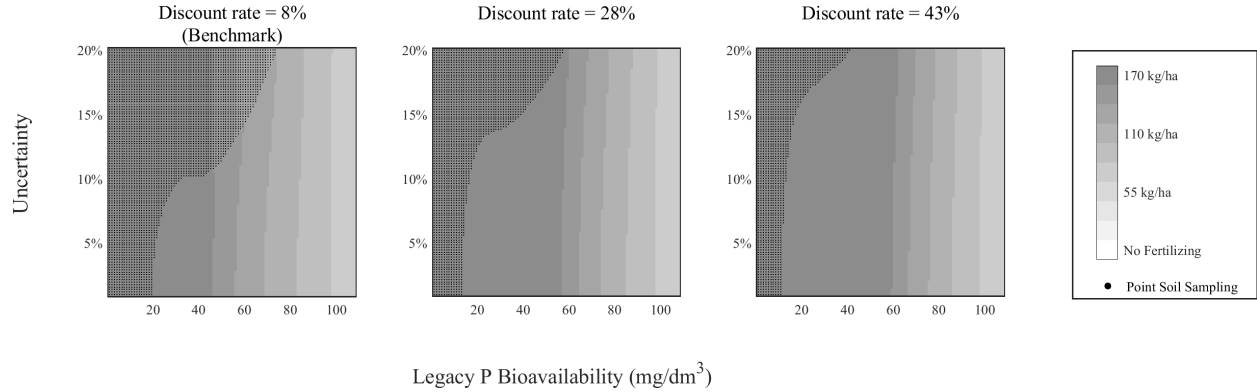 Discount rate = 8%
(Benchmark)
Discount rate = 28%
Discount rate = 43%
Uncertainty
20%
15%
10%
5%
20 40 60 80 100
20%
15%
10%
5%
20 40 60 80 100
20%
15%
10%
5%
20 40 60 80 100
Legacy P Bioavailability (mg/dm³)
170 kg/ha
110 kg/ha
55 kg/ha
No Fertilizing
Point Soil Sampling